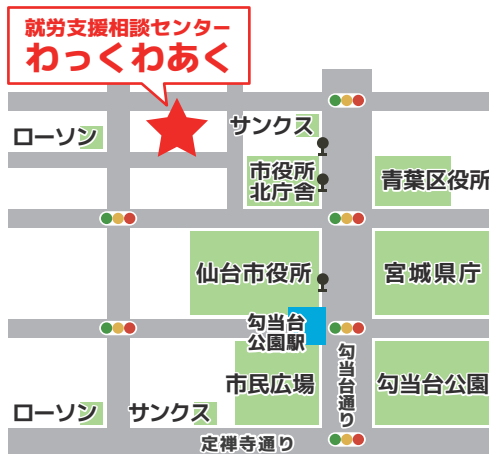 就労支援相談センター
わっくわあく
ローソン
サンクス
市役所
北庁舎
青葉区役所
仙台市役所
宮城県庁
勾当台
公園駅
勾当台通り
市民広場
勾当台公園
ローソン
サンクス
定禅寺通り